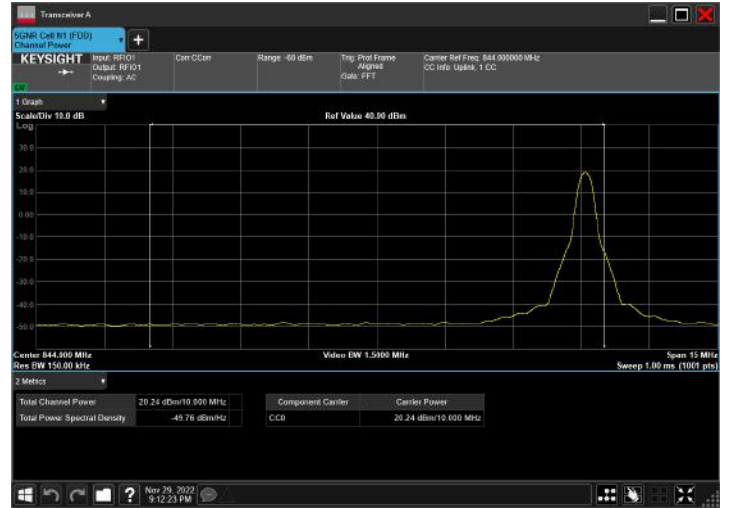 Transceiver A
5GNR Cell N1 (FDD)
Channel Power
KEYSIGHT
Input: RFIO1
Output: RFIO1
Coupling: AC
Corr CCorr
Range -60 dBm
Trig: Prot Frame
Aligned
Gate: FFT
Carrier Ref Freq: 844.000000 MHz
CC Info: Uplink, 1 CC
1 Graph
Scale/Div 10.0 dB
Ref Value 40.00 dBm
Log
30.0
20.0
10.0
0.00
-10.0
-20.0
-30.0
-40.0
-50.0
Center 844.000 MHz
Video BW 1.5000 MHz
Span 15 MHz
Res BW 150.00 kHz
Sweep 1.00 ms (1001 pts)
2 Metrics
Total Channel Power 20.24 dBm/10.000 MHz
Total Power Spectral Density -49.76 dBm/Hz
Component Carrier Carrier Power
CC0 20.24 dBm/10.000 MHz
?
Nov 29, 2022
9:12:23 PM